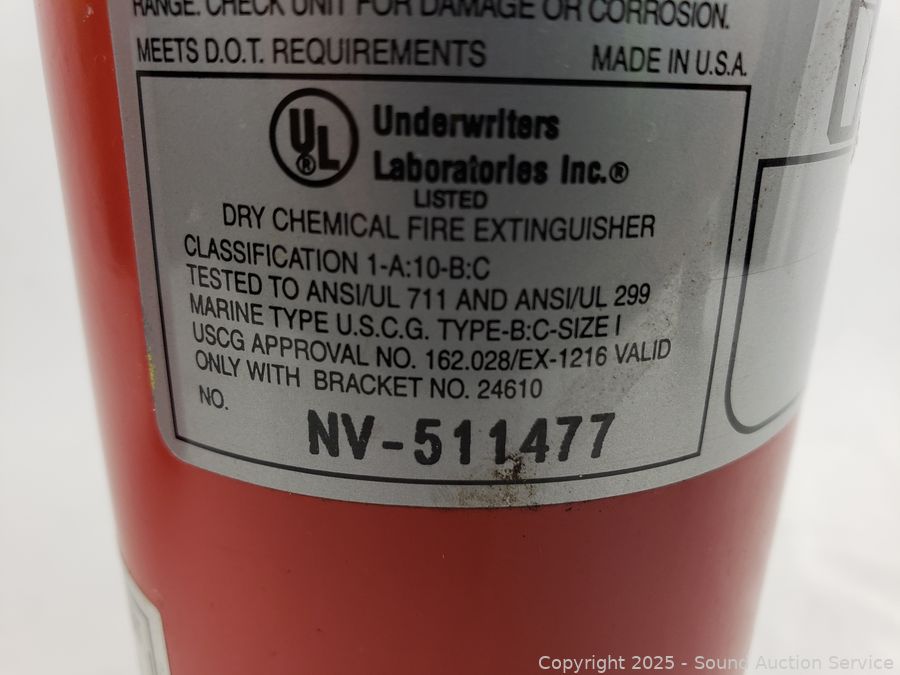 RANGE. CHECK UNIT FOR DAMAGE OR CORROSION.
MEETS D.O.T. REQUIREMENTS MADE IN U.S.A.
UL® Underwriters
Laboratories Inc.®
LISTED
DRY CHEMICAL FIRE EXTINGUISHER
CLASSIFICATION 1-A:10-B:C
TESTED TO ANSI/UL 711 AND ANSI/UL 299
MARINE TYPE U.S.C.G. TYPE-B:C-SIZE I
USCG APPROVAL NO. 162.028/EX-1216 VALID
ONLY WITH BRACKET NO. 24610
NO. NV-511477
Copyright © 2025 - Sound Auction Service